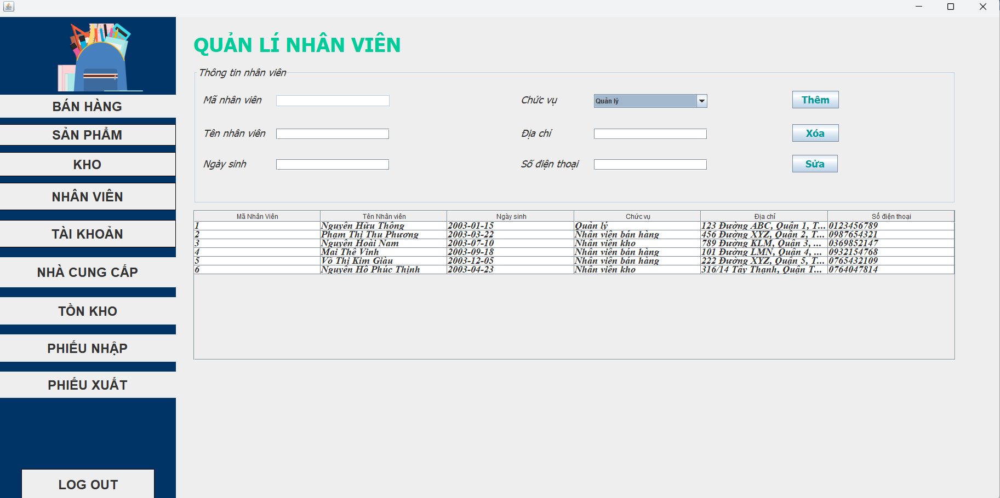 BÁN HÀNG
SẢN PHẨM
KHO
NHÂN VIÊN
TÀI KHOẢN
NHÀ CUNG CẤP
TỒN KHO
PHIẾU NHẬP
PHIẾU XUẤT
LOG OUT
QUẢN LÍ NHÂN VIÊN
Thông tin nhân viên
Mã nhân viên Chức vụ Quản lý Thêm
Tên nhân viên Địa chỉ Xóa
Ngày sinh Số điện thoại Sửa
Mã Nhân Viên Tên Nhân viên Ngày sinh Chức vụ Địa chỉ Số điện thoại
1 Nguyễn Hữu Thông 2003-01-15 Quản lý 123 Đường ABC, Quận 1, T... 0123456789
2 Phạm Thị Thu Phương 2003-03-22 Nhân viên bán hàng 456 Đường XYZ, Quận 2, T... 0987654321
3 Nguyễn Hoài Nam 2003-07-10 Nhân viên kho 789 Đường KLM, Quận 3, ... 0369852147
4 Mai Thế Vinh 2003-09-18 Nhân viên bán hàng 101 Đường LMN, Quận 4, ... 0932154768
5 Võ Thị Kim Giàu 2003-12-05 Nhân viên bán hàng 222 Đường XYZ, Quận 5, T... 0765432109
6 Nguyễn Hồ Phúc Thịnh 2003-04-23 Nhân viên kho 316/14 Tây Thạnh, Quận T... 0764047814